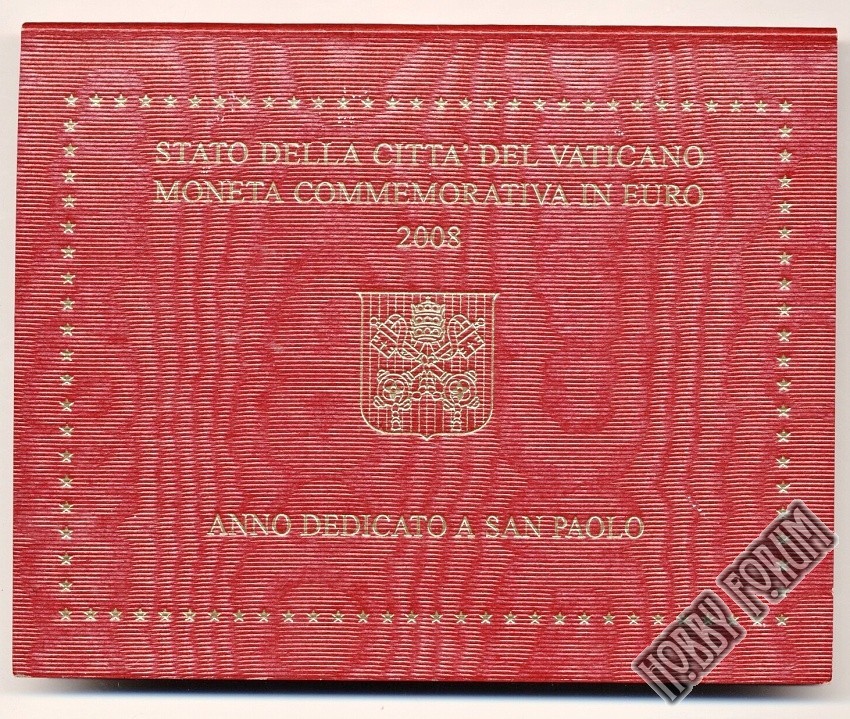 STATO DELLA CITTA' DEL VATICANO
MONETA COMMEMORATIVA IN EURO
2008
ANNO DEDICATO A SAN PAOLO
HOBBY FORUM